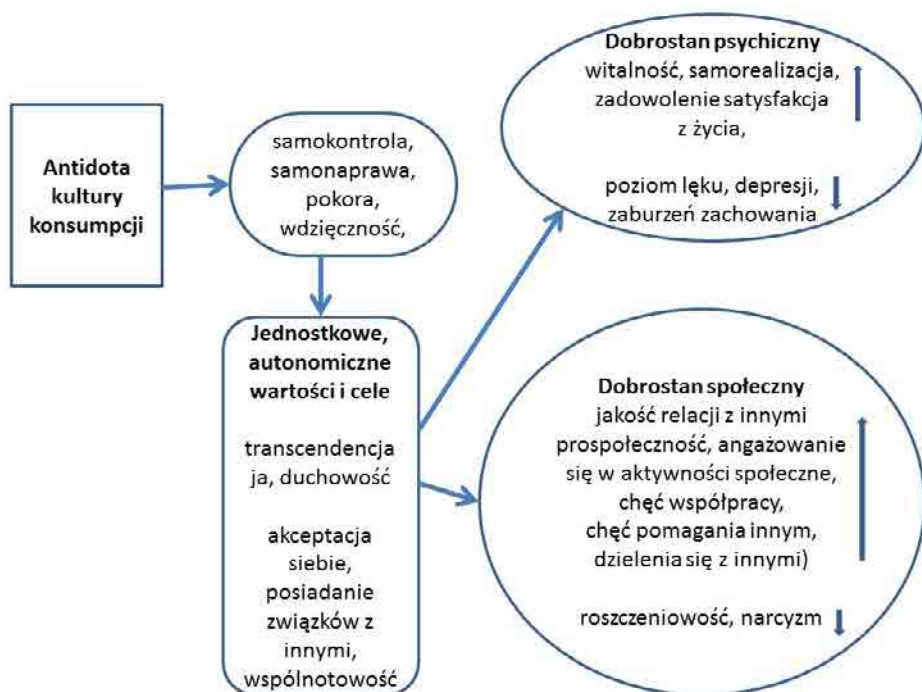 Antidota
kultury
konsumpcji
samokontrola,
samonaprawa,
pokora,
wdzięczność,
Jednostkowe,
autonomiczne
wartości i cele
transcendencja
ja, duchowość
akceptacja
siebie,
posiadanie
związków z
innymi,
wspólnotowość
Dobrostan psychiczny
witalność, samorealizacja,
zadowolenie satysfakcja
z życia,
poziom lęku, depresji,
zaburzeń zachowania
Dobrostan społeczny
jakość relacji z innymi
prospołeczność, angażowanie
się w aktywności społeczne,
chęć współpracy,
chęć pomagania innym,
dzielenia się z innymi)
roszczeniowość, narcyzm